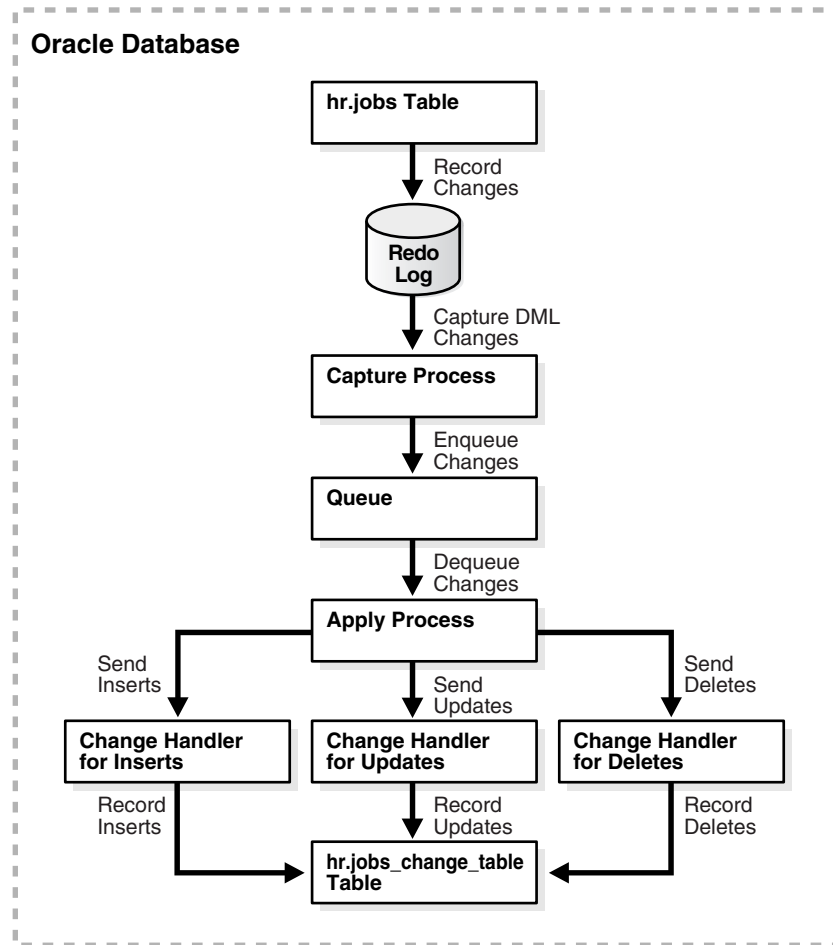 Oracle Database
hr.jobs Table
Record
Changes
Redo
Log
Capture DML
Changes
Capture Process
Enqueue
Changes
Queue
Dequeue
Changes
Apply Process
Send
Inserts
Send
Updates
Send
Deletes
Change Handler
for Inserts
Change Handler
for Updates
Change Handler
for Deletes
Record
Inserts
Record
Updates
Record
Deletes
hr.jobs_change_table
Table